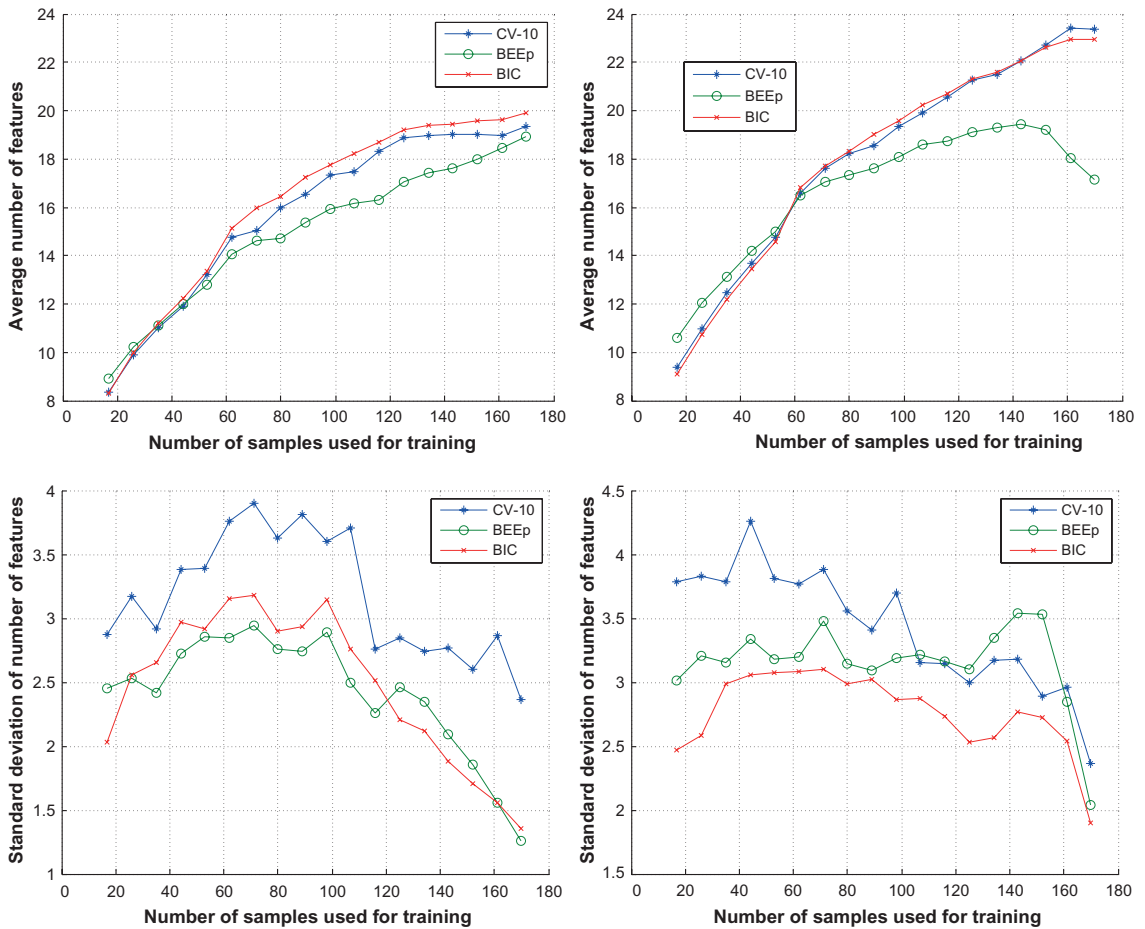 24
22
20
18
16
14
12
10
8
0 20 40 60 80 100 120 140 160 180
Average number of features
Number of samples used for training
CV-10
BEEp
BIC
24
22
20
18
16
14
12
10
8
0 20 40 60 80 100 120 140 160 180
Average number of features
Number of samples used for training
CV-10
BEEp
BIC
4
3.5
3
2.5
2
1.5
1
0 20 40 60 80 100 120 140 160 180
Standard deviation of number of features
Number of samples used for training
CV-10
BEEp
BIC
4.5
4
3.5
3
2.5
2
1.5
0 20 40 60 80 100 120 140 160 180
Standard deviation of number of features
Number of samples used for training
CV-10
BEEp
BIC